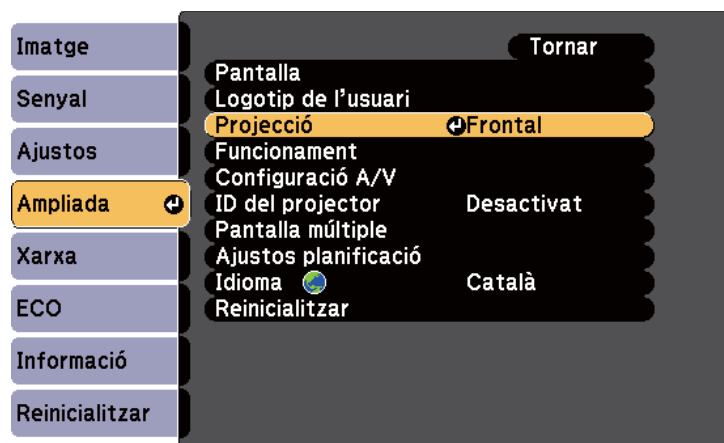 Imatge
Senyal
Ajustos
Ampliada
Xarxa
ECO
Informació
Reinicialitzar
Tornar
Pantalla
Logotip de l'usuari
Projecció Frontal
Funcionament
Configuració A/V
ID del projector Desactivat
Pantalla múltiple
Ajustos planificació
Idioma Català
Reinicialitzar